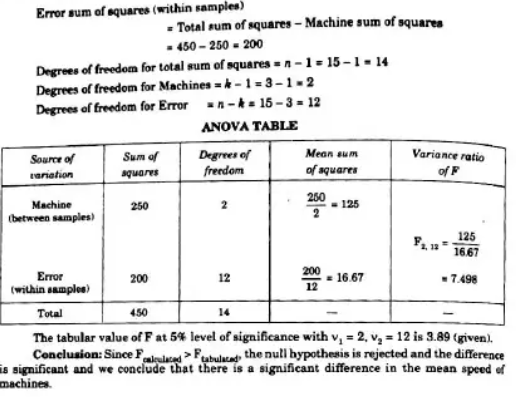 Error sum of squares (within samples)
= Total sum of squares – Machine sum of squares
= 450 – 250 = 200
Degrees of freedom for total sum of squares = n – 1 = 15 – 1 = 14
Degrees of freedom for Machines = k – 1 = 3 – 1 = 2
Degrees of freedom for Error = n – k = 15 – 3 = 12
ANOVA TABLE
Source of variation Sum of squares Degrees of freedom Mean sum of squares Variance ratio of F
Machine (between samples) 250 2 250/2 = 125
F2, 12 = 125/16.67
Error (within samples) 200 12 200/12 = 16.67 = 7.498
Total 450 14 — —
The tabular value of F at 5% level of significance with v1 = 2, v2 = 12 is 3.89 (given).
Conclusion: Since Fcalculated > Ftabulated, the null hypothesis is rejected and the difference
is significant and we conclude that there is a significant difference in the mean speed of
machines.